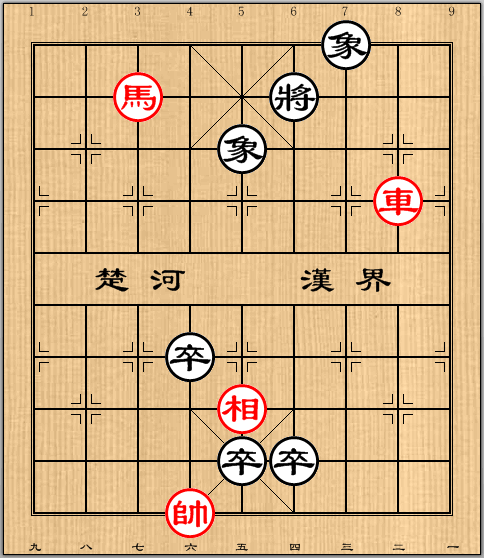 1 2 3 4 5 6 7 8 9
象
馬 將
象
車
楚河 漢界
卒
相
卒 卒
帥
九 八 七 六 五 四 三 二 一